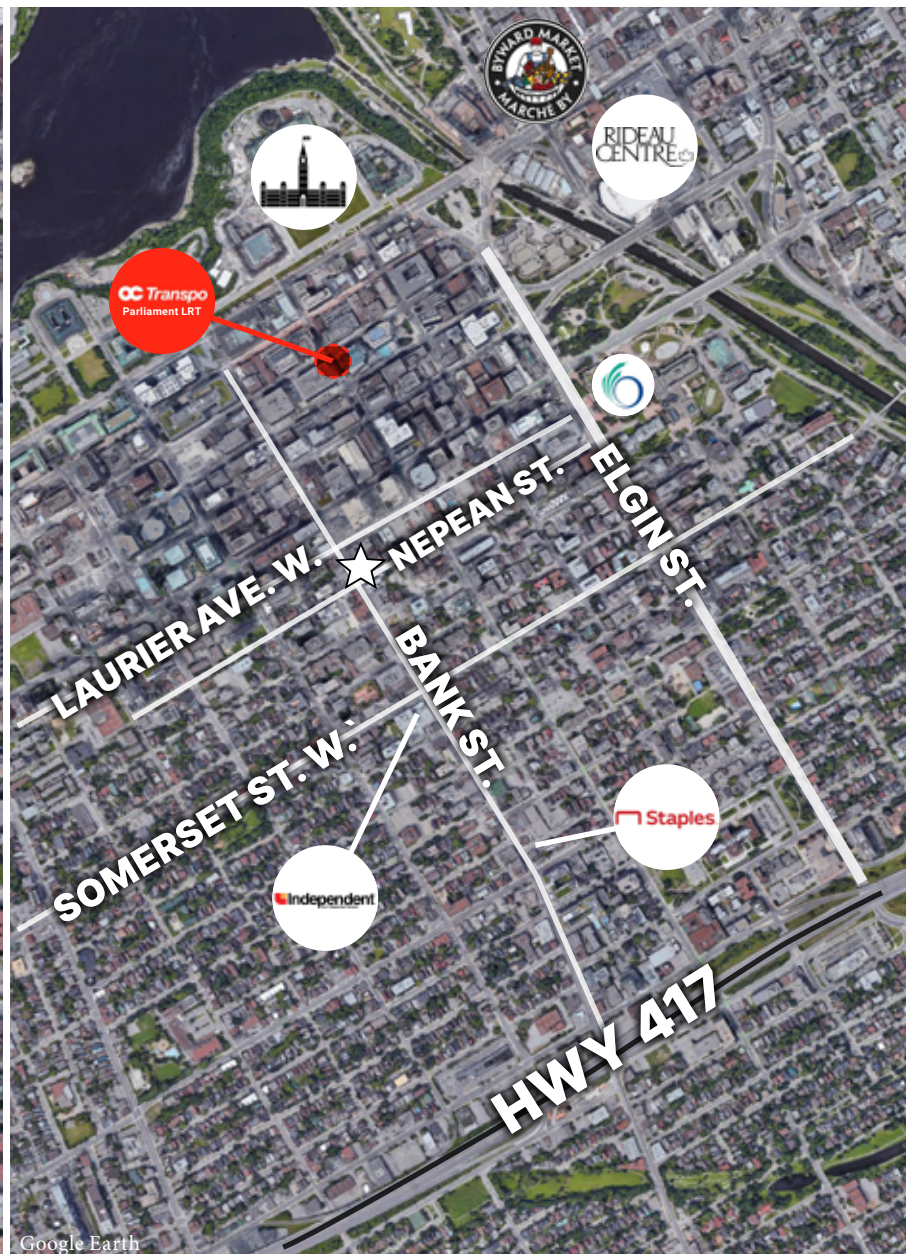 BYWARD MARKET
MARCHÉ BY
RIDEAU
CENTRE
OC Transpo
Parliament LRT
ELGIN ST.
NEPEAN ST.
LAURIER AVE. W.
BANK ST.
SOMERSET ST. W.`
Staples
Independent
HWY 417
Google Earth